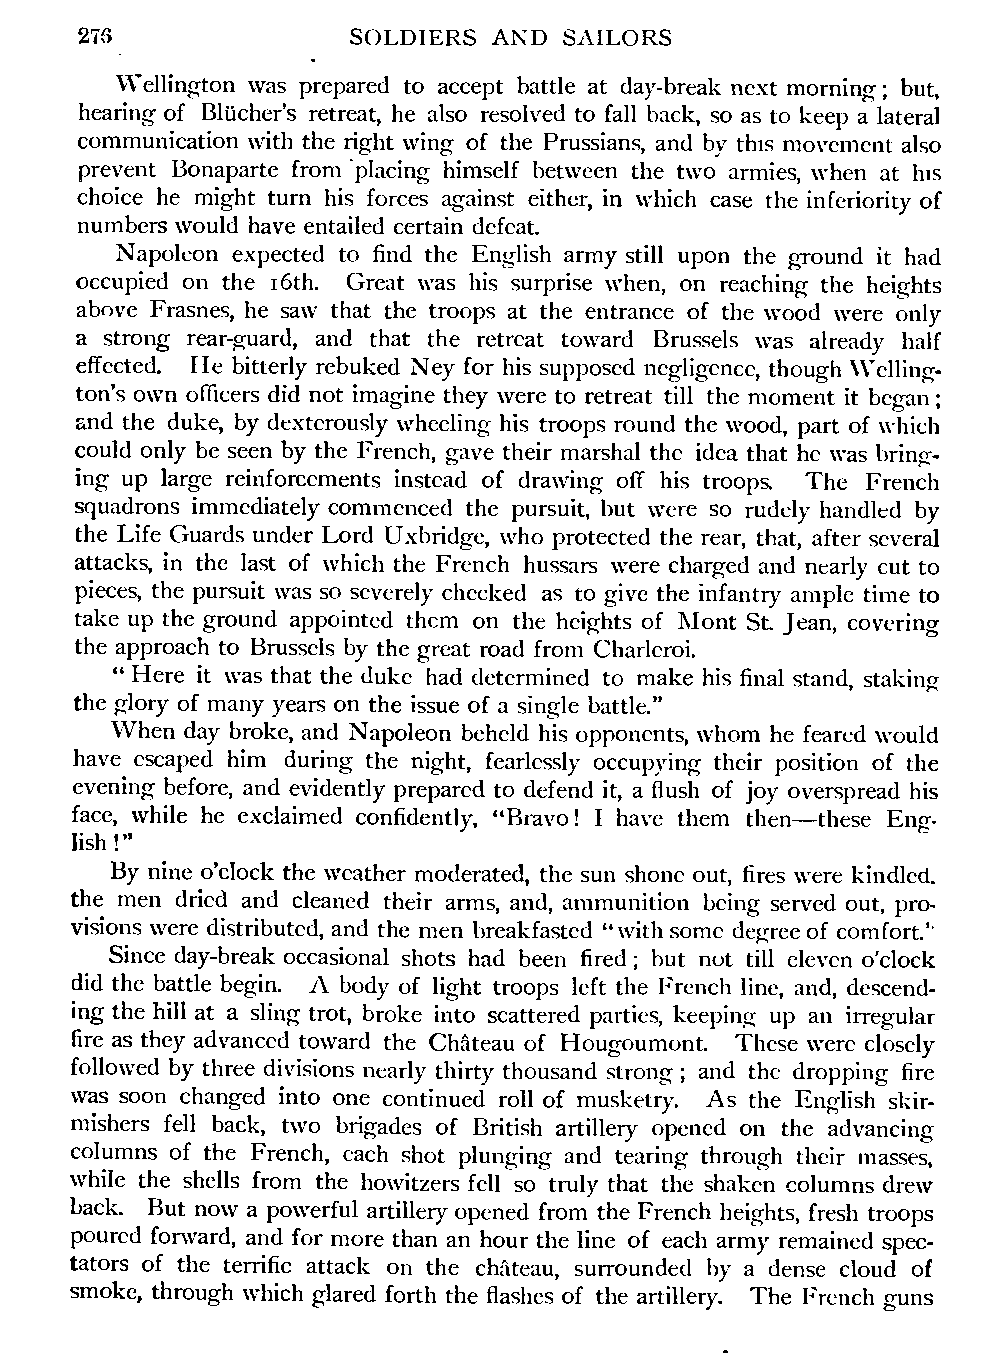 276 SOLDIERS AND SAILORS
Wellington was prepared to accept battle at day-break next morning; but,
hearing of Blücher's retreat, he also resolved to fall back, so as to keep a lateral
communication with the right wing of the Prussians, and by this movement also
prevent Bonaparte from placing himself between the two armies, when at his
choice he might turn his forces against either, in which case the inferiority of
numbers would have entailed certain defeat.
Napoleon expected to find the English army still upon the ground it had
occupied on the 16th. Great was his surprise when, on reaching the heights
above Frasnes, he saw that the troops at the entrance of the wood were only
a strong rear-guard, and that the retreat toward Brussels was already half
effected. He bitterly rebuked Ney for his supposed negligence, though Welling-
ton's own officers did not imagine they were to retreat till the moment it began;
and the duke, by dexterously wheeling his troops round the wood, part of which
could only be seen by the French, gave their marshal the idea that he was bring-
ing up large reinforcements instead of drawing off his troops. The French
squadrons immediately commenced the pursuit, but were so rudely handled by
the Life Guards under Lord Uxbridge, who protected the rear, that, after several
attacks, in the last of which the French hussars were charged and nearly cut to
pieces, the pursuit was so severely checked as to give the infantry ample time to
take up the ground appointed them on the heights of Mont St. Jean, covering
the approach to Brussels by the great road from Charleroi.
"Here it was that the duke had determined to make his final stand, staking
the glory of many years on the issue of a single battle."
When day broke, and Napoleon beheld his opponents, whom he feared would
have escaped him during the night, fearlessly occupying their position of the
evening before, and evidently prepared to defend it, a flush of joy overspread his
face, while he exclaimed confidently, "Bravo! I have them then—these Eng-
lish!"
By nine o'clock the weather moderated, the sun shone out, fires were kindled,
the men dried and cleaned their arms, and, ammunition being served out, pro-
visions were distributed, and the men breakfasted "with some degree of comfort."
Since day-break occasional shots had been fired; but not till eleven o'clock
did the battle begin. A body of light troops left the French line, and, descend-
ing the hill at a sling trot, broke into scattered parties, keeping up an irregular
fire as they advanced toward the Château of Hougoumont. These were closely
followed by three divisions nearly thirty thousand strong; and the dropping fire
was soon changed into one continued roll of musketry. As the English skir-
mishers fell back, two brigades of British artillery opened on the advancing
columns of the French, each shot plunging and tearing through their masses,
while the shells from the howitzers fell so truly that the shaken columns drew
back. But now a powerful artillery opened from the French heights, fresh troops
poured forward, and for more than an hour the line of each army remained spec-
tators of the terrific attack on the château, surrounded by a dense cloud of
smoke, through which glared forth the flashes of the artillery. The French guns